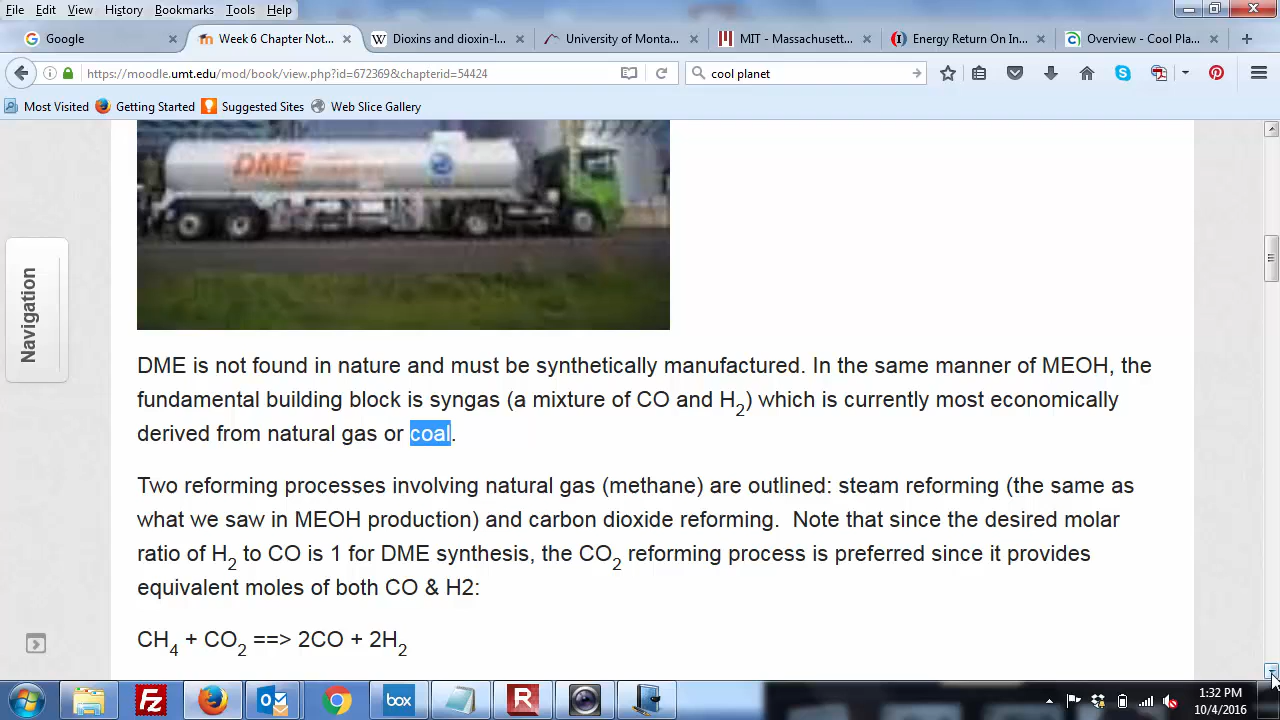 File Edit View History Bookmarks Tools Help
Google Week 6 Chapter Not... Dioxins and dioxin-l... University of Monta... MIT - Massachusett... Energy Return On In... Overview - Cool Pla...
https://moodle.umt.edu/mod/book/view.php?id=672369&chapterid=54424 cool planet
Most Visited Getting Started Suggested Sites Web Slice Gallery
DME
Navigation
DME is not found in nature and must be synthetically manufactured. In the same manner of MEOH, the
fundamental building block is syngas (a mixture of CO and H2) which is currently most economically
derived from natural gas or coal.
Two reforming processes involving natural gas (methane) are outlined: steam reforming (the same as
what we saw in MEOH production) and carbon dioxide reforming. Note that since the desired molar
ratio of H2 to CO is 1 for DME synthesis, the CO2 reforming process is preferred since it provides
equivalent moles of both CO & H2:
CH4 + CO2 ==> 2CO + 2H2
box
1:32 PM
10/4/2016